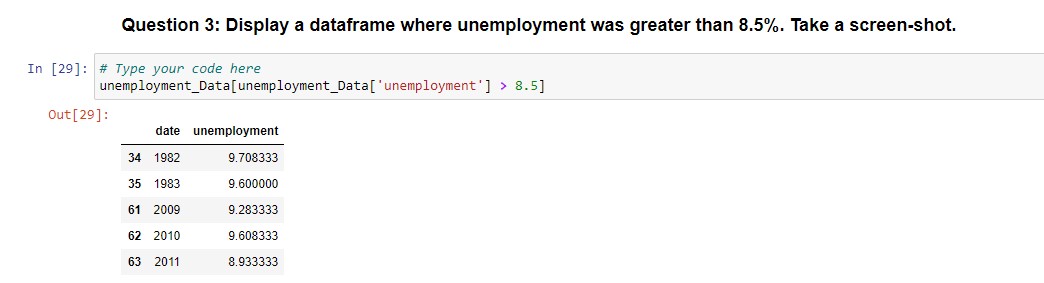 Question 3: Display a dataframe where unemployment was greater than 8.5%. Take a screen-shot.
In [29]: # Type your code here
unemployment_Data[unemployment_Data['unemployment'] > 8.5]
Out[29]:
date unemployment
34 1982 9.708333
35 1983 9.600000
61 2009 9.283333
62 2010 9.608333
63 2011 8.933333